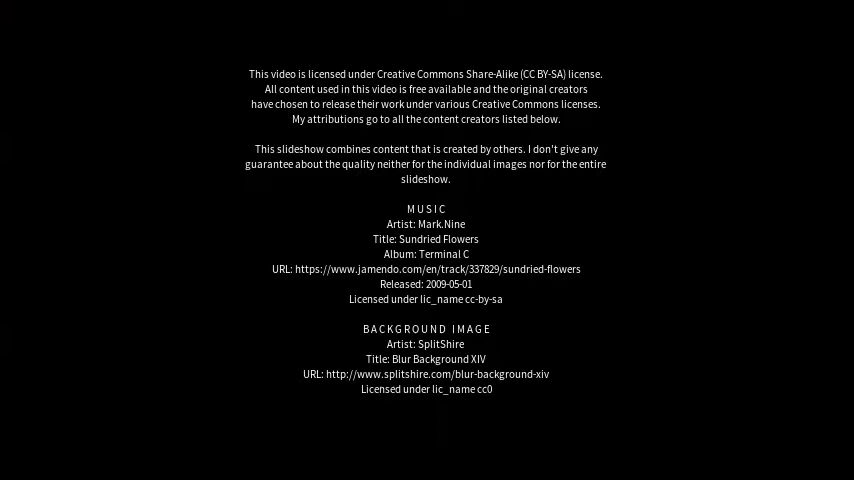 This video is licensed under Creative Commons Share-Alike (CC BY-SA) license.
All content used in this video is free available and the original creators
have chosen to release their work under various Creative Commons licenses.
My attributions go to all the content creators listed below.
This slideshow combines content that is created by others. I don't give any
guarantee about the quality neither for the individual images nor for the entire
slideshow.
MUSIC
Artist: Mark.Nine
Title: Sundried Flowers
Album: Terminal C
URL: https://www.jamendo.com/en/track/337829/sundried-flowers
Released: 2009-05-01
Licensed under lic_name cc-by-sa
BACKGROUND IMAGE
Artist: SplitShire
Title: Blur Background XIV
URL: http://www.splitshire.com/blur-background-xiv
Licensed under lic_name cc0